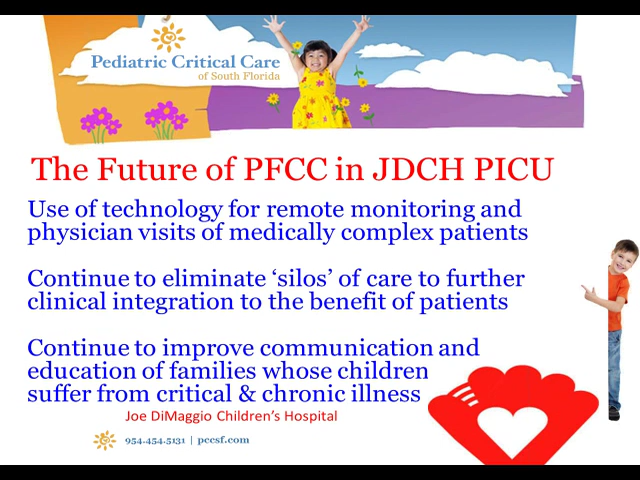 Pediatric Critical Care
of South Florida
The Future of PFCC in JDCH PICU
Use of technology for remote monitoring and
physician visits of medically complex patients
Continue to eliminate ‘silos’ of care to further
clinical integration to the benefit of patients
Continue to improve communication and
education of families whose children
suffer from critical & chronic illness
Joe DiMaggio Children’s Hospital
954.454.5131 | pccsf.com